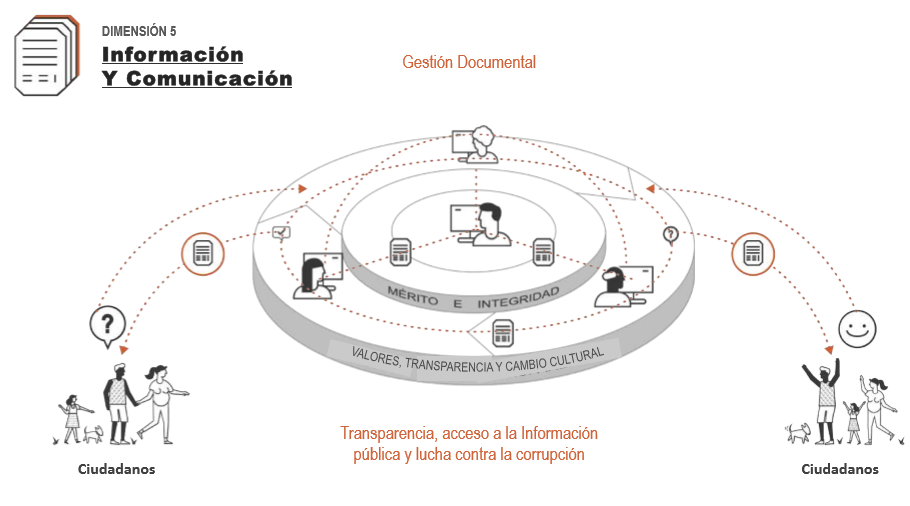 DIMENSIÓN 5
Información
Y Comunicación
Gestión Documental
?
?
MÉRITO E INTEGRIDAD
VALORES, TRANSPARENCIA Y CAMBIO CULTURAL
Transparencia, acceso a la Información
pública y lucha contra la corrupción
Ciudadanos
Ciudadanos